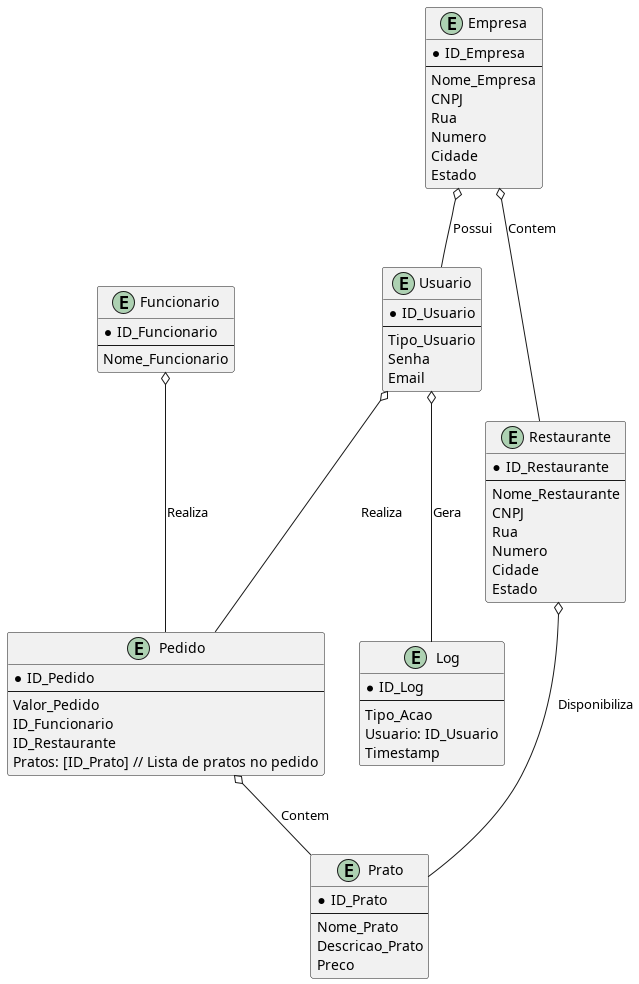 E Empresa
* ID_Empresa
Nome_Empresa
CNPJ
Rua
Numero
Cidade
Estado
Possui
Contem
E Funcionario
* ID_Funcionario
Nome_Funcionario
E Usuario
* ID_Usuario
Tipo_Usuario
Senha
Email
E Restaurante
* ID_Restaurante
Nome_Restaurante
CNPJ
Rua
Numero
Cidade
Estado
Realiza
Realiza
Gera
E Pedido
* ID_Pedido
Valor_Pedido
ID_Funcionario
ID_Restaurante
Pratos: [ID_Prato] // Lista de pratos no pedido
E Log
* ID_Log
Tipo_Acao
Usuario: ID_Usuario
Timestamp
Disponibiliza
Contem
E Prato
* ID_Prato
Nome_Prato
Descricao_Prato
Preco